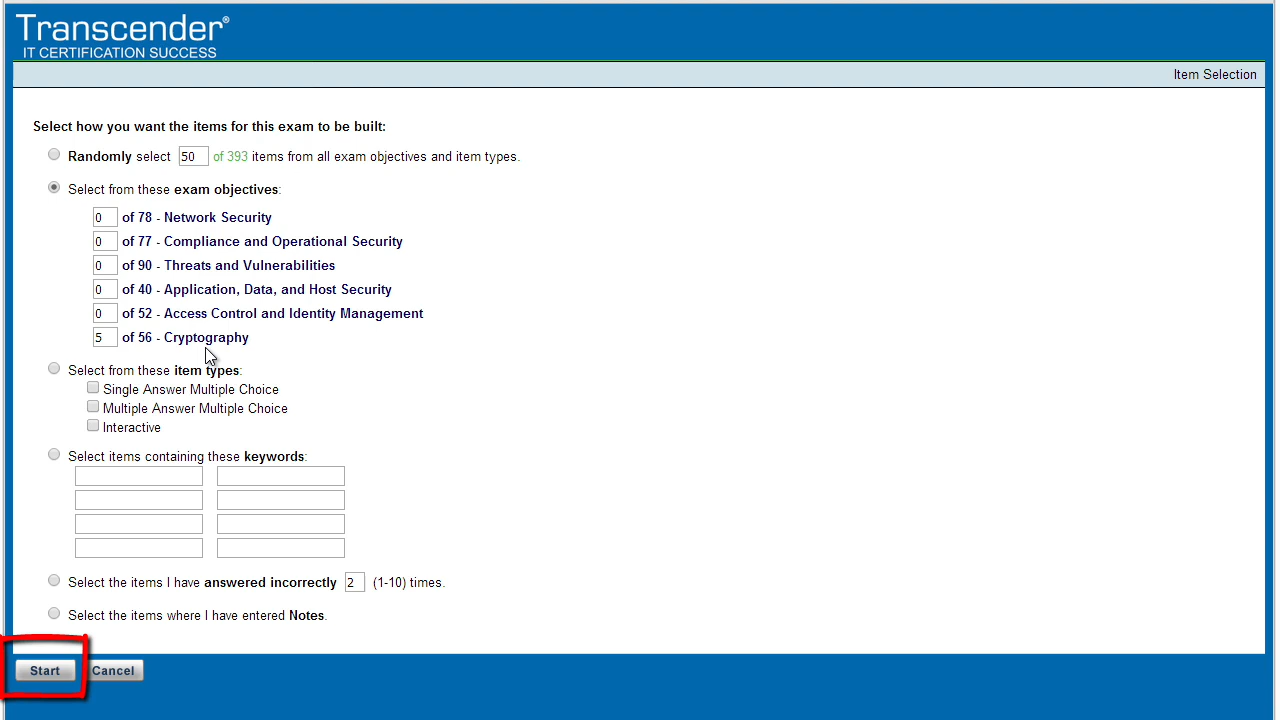 Transcender®
IT CERTIFICATION SUCCESS
Item Selection
Select how you want the items for this exam to be built:
Randomly select 50 of 393 items from all exam objectives and item types.
Select from these exam objectives:
0 of 78 - Network Security
0 of 77 - Compliance and Operational Security
0 of 90 - Threats and Vulnerabilities
0 of 40 - Application, Data, and Host Security
0 of 52 - Access Control and Identity Management
5 of 56 - Cryptography
Select from these item types:
Single Answer Multiple Choice
Multiple Answer Multiple Choice
Interactive
Select items containing these keywords:
Select the items I have answered incorrectly 2 (1-10) times.
Select the items where I have entered Notes.
Start Cancel